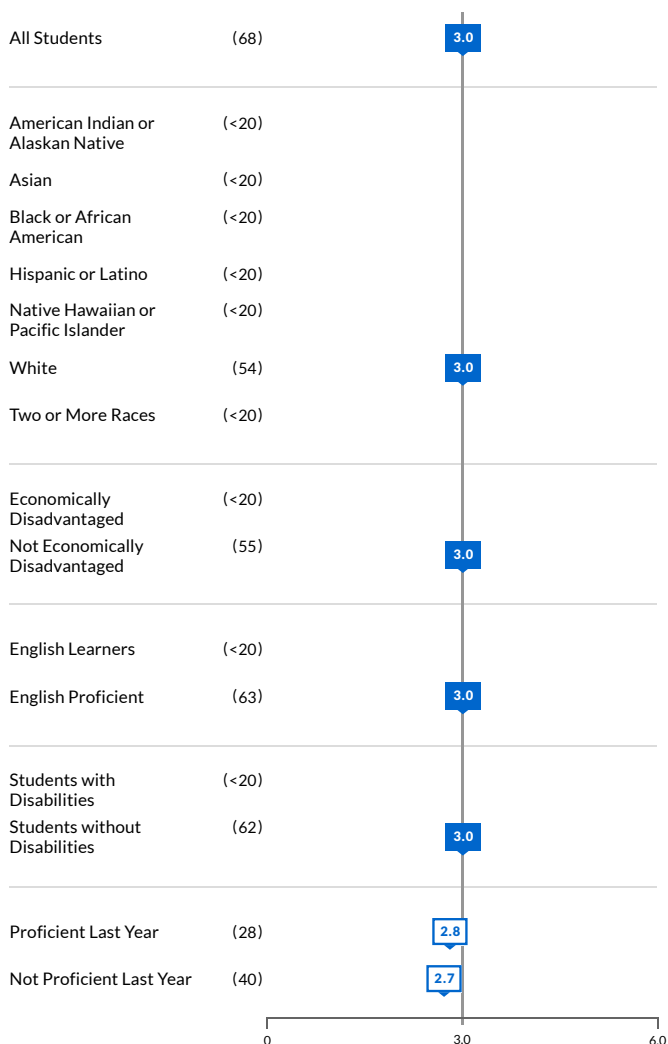 All Students (68) 3.0
American Indian or (<20)
Alaskan Native
Asian (<20)
Black or African (<20)
American
Hispanic or Latino (<20)
Native Hawaiian or (<20)
Pacific Islander
White (54) 3.0
Two or More Races (<20)
Economically (<20)
Disadvantaged
Not Economically (55) 3.0
Disadvantaged
English Learners (<20)
English Proficient (63) 3.0
Students with (<20)
Disabilities
Students without (62) 3.0
Disabilities
Proficient Last Year (28) 2.8
Not Proficient Last Year (40) 2.7
0 3.0 6.0